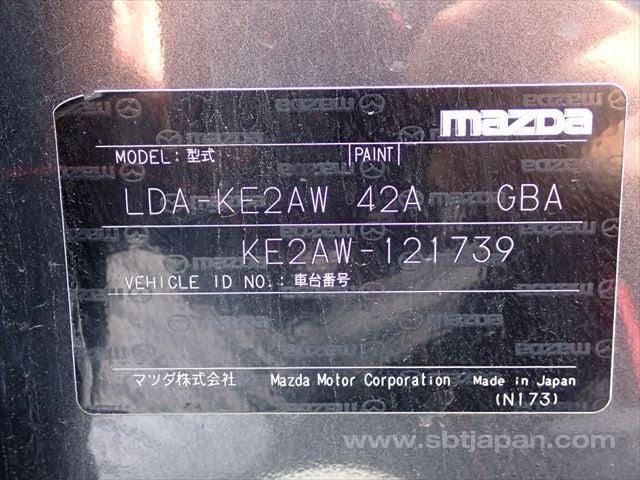 mazda
MODEL: 型式 PAINT
LDA-KE2AW 42A GBA
KE2AW-121739
VEHICLE ID NO.: 車台番号
マツダ株式会社 Mazda Motor Corporation Made in Japan
(N173)
www.sbtjapan.com